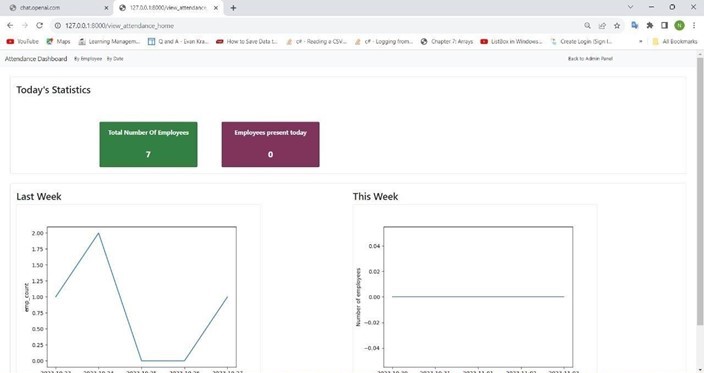 chat.openai.com
127.0.0.1:8000/view_attendance_
127.0.0.1:8000/view_attendance_home
YouTube
Maps
Learning Managem...
Q and A - Evan Kra...
How to Save Data t...
c# - Reading a CSV...
c# - Logging from...
Chapter 7: Arrays
ListBox in Windows...
Create Login (Sign I...
»
All Bookmarks
Attendance Dashboard By Employee By Date
Back to Admin Panel
Today's Statistics
Total Number Of Employees
7
Employees present today
0
Last Week
This Week
2.00
1.75
1.50
1.25
1.00
0.75
0.50
0.25
0.00
emp_count
0.04
0.02
0.00
−0.02
−0.04
Number of employees